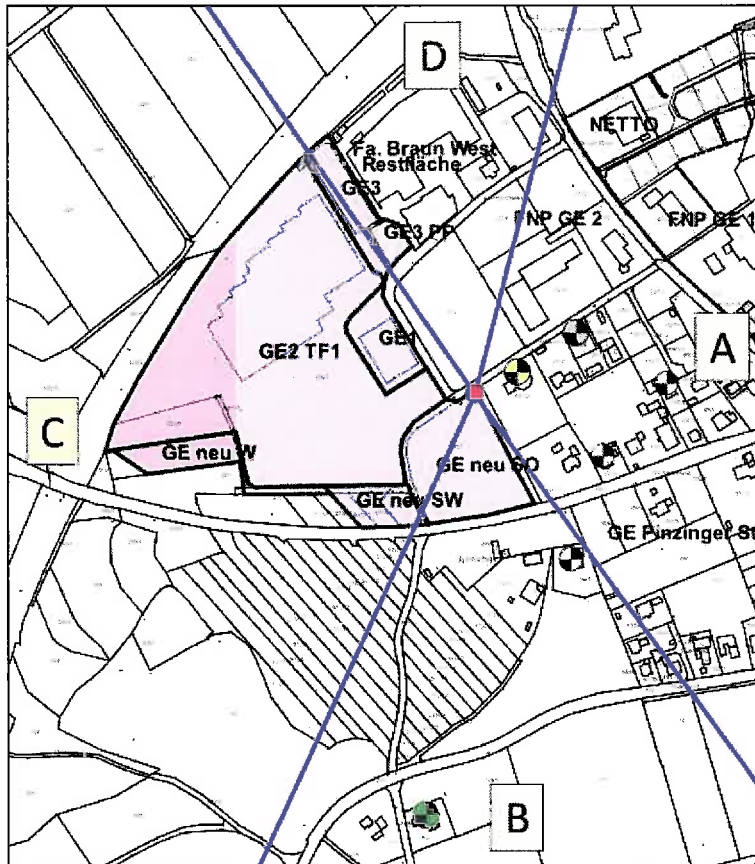 D
NETTO
Fa. Braun West
Restfläche
GE3
GE3 PP
FNP GE 2
FNP GE 1
GE1
GE2 TF1
A
C
GE neu W
GE neu SO
GE neu SW
GE Pinzinger St
B